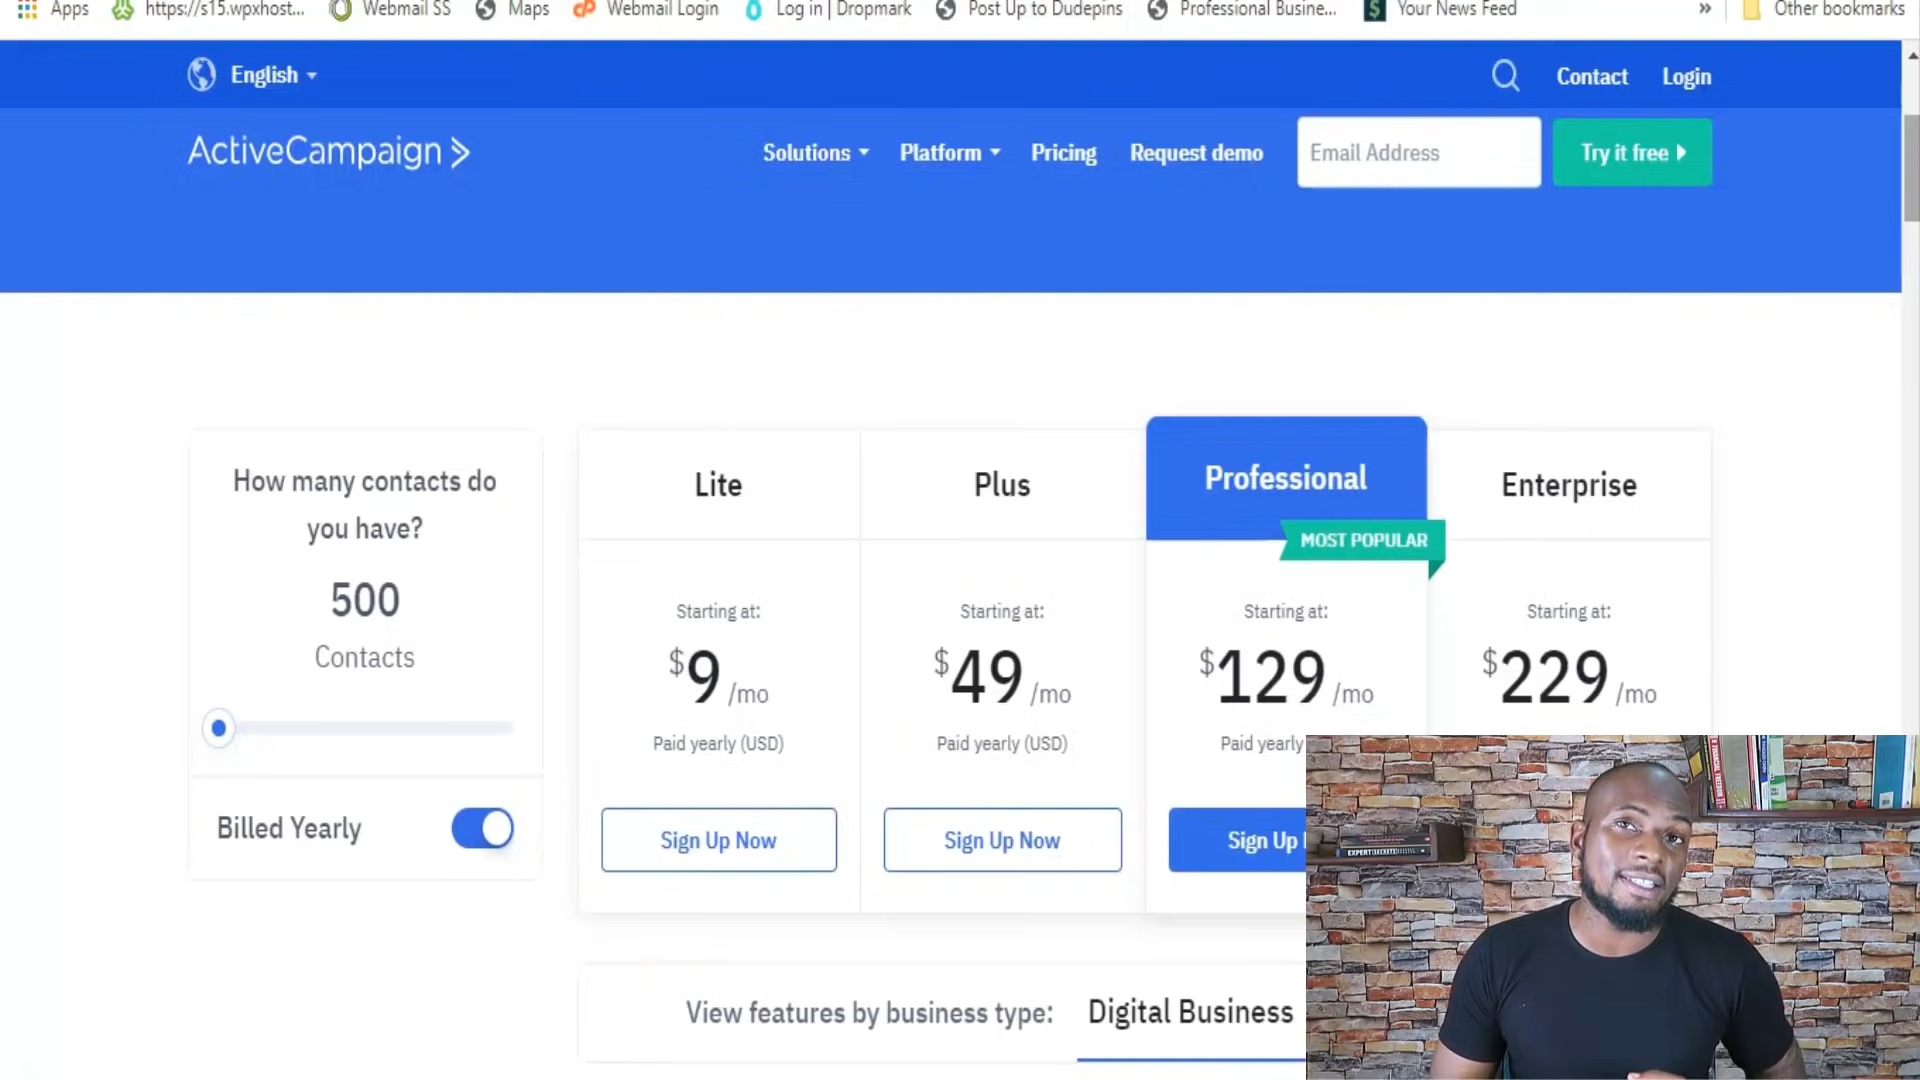 Apps
https://s15.wpxhost...
Webmail SS
Maps
Webmail Login
Log in | Dropmark
Post Up to Dudepins
Professional Busine...
Your News Feed
»
Other bookmarks
English
Contact
Login
ActiveCampaign >
Solutions
Platform
Pricing
Request demo
Email Address
Try it free
How many contacts do
you have?
500
Contacts
Billed Yearly
Lite
Starting at:
$9 /mo
Paid yearly (USD)
Sign Up Now
Plus
Starting at:
$49 /mo
Paid yearly (USD)
Sign Up Now
Professional
MOST POPULAR
Starting at:
$129 /mo
Paid yearly
Sign Up
Enterprise
Starting at:
$229 /mo
View features by business type:
Digital Business
EXPERT SECRETS